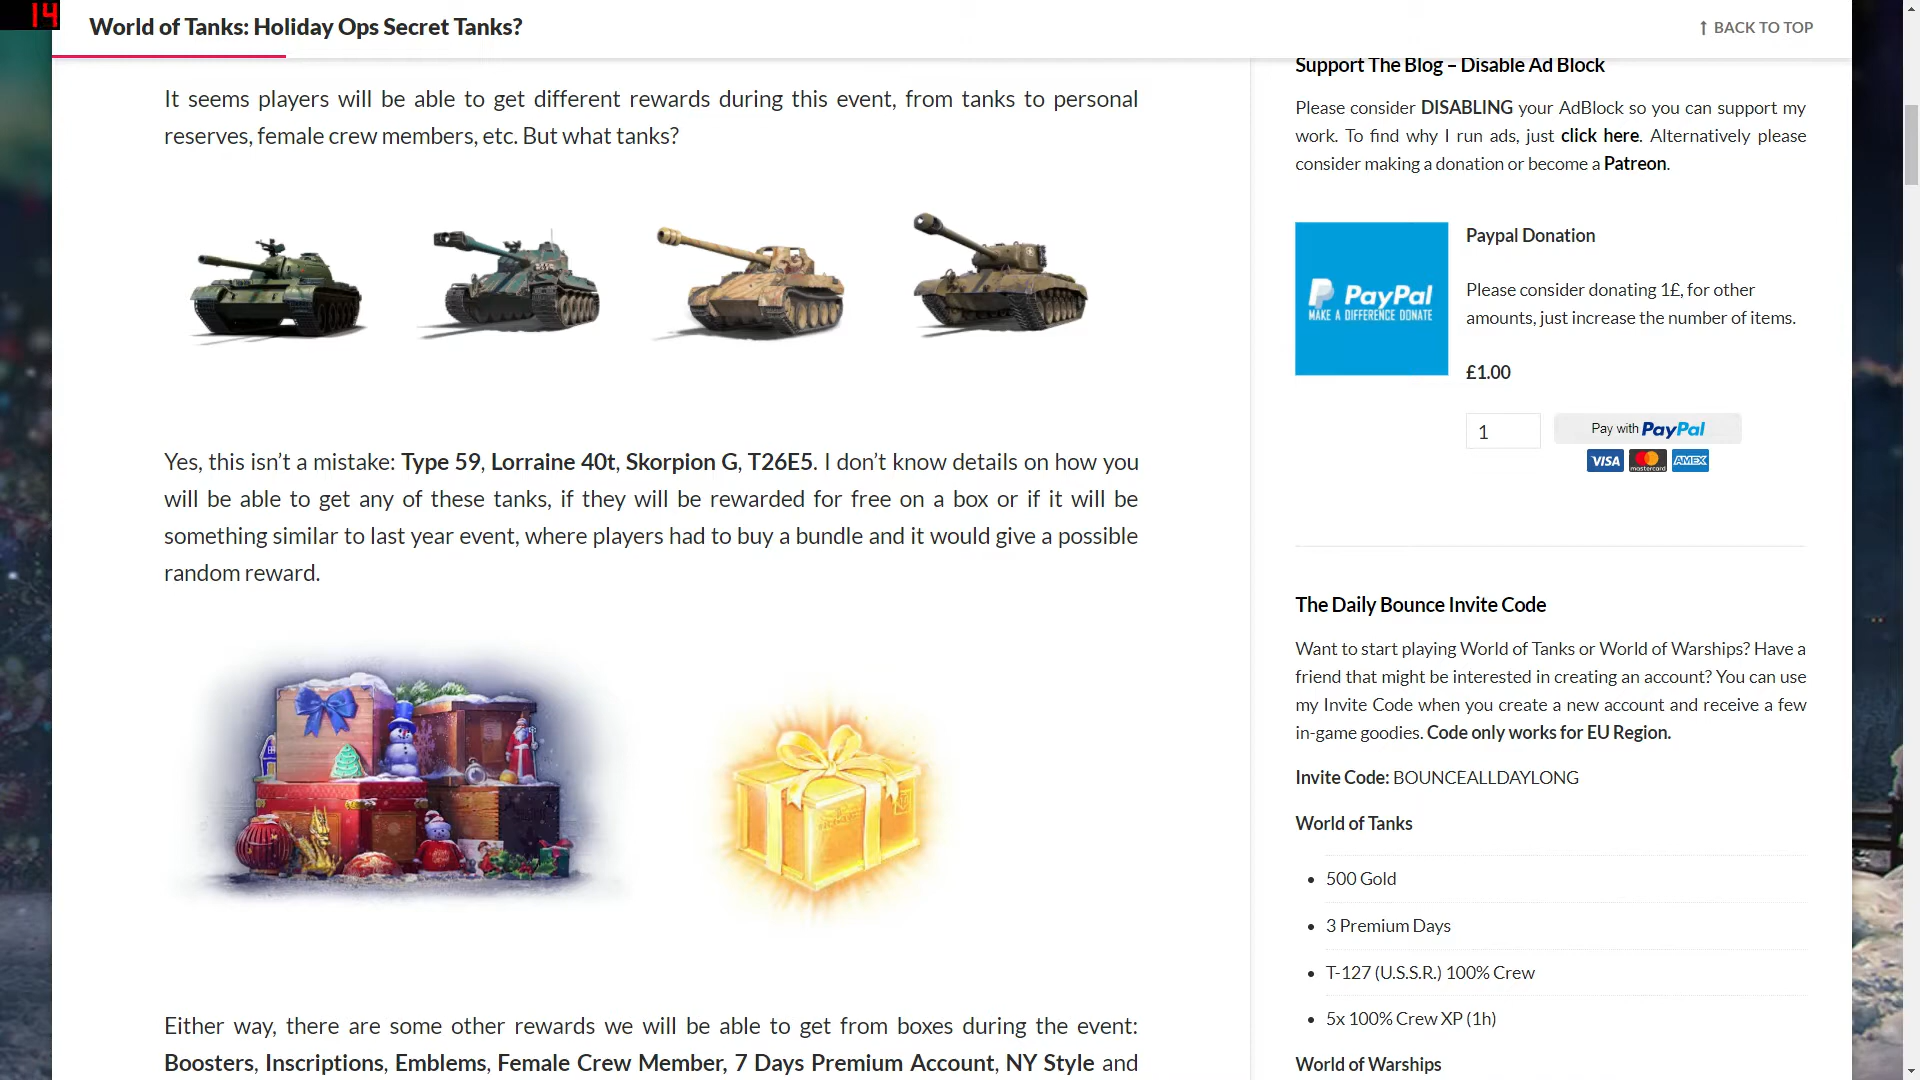 14
World of Tanks: Holiday Ops Secret Tanks?
↑ BACK TO TOP
It seems players will be able to get different rewards during this event, from tanks to personal
reserves, female crew members, etc. But what tanks?
Yes, this isn’t a mistake: Type 59, Lorraine 40t, Skorpion G, T26E5. I don’t know details on how you
will be able to get any of these tanks, if they will be rewarded for free on a box or if it will be
something similar to last year event, where players had to buy a bundle and it would give a possible
random reward.
Either way, there are some other rewards we will be able to get from boxes during the event:
Boosters, Inscriptions, Emblems, Female Crew Member, 7 Days Premium Account, NY Style and
Support The Blog – Disable Ad Block
Please consider DISABLING your AdBlock so you can support my
work. To find why I run ads, just click here. Alternatively please
consider making a donation or become a Patreon.
PayPal
MAKE A DIFFERENCE DONATE
Paypal Donation
Please consider donating 1£, for other
amounts, just increase the number of items.
£1.00
1
Pay with PayPal
VISA mastercard AMEX
The Daily Bounce Invite Code
Want to start playing World of Tanks or World of Warships? Have a
friend that might be interested in creating an account? You can use
my Invite Code when you create a new account and receive a few
in-game goodies. Code only works for EU Region.
Invite Code: BOUNCEALLDAYLONG
World of Tanks
• 500 Gold
• 3 Premium Days
• T-127 (U.S.S.R.) 100% Crew
• 5x 100% Crew XP (1h)
World of Warships